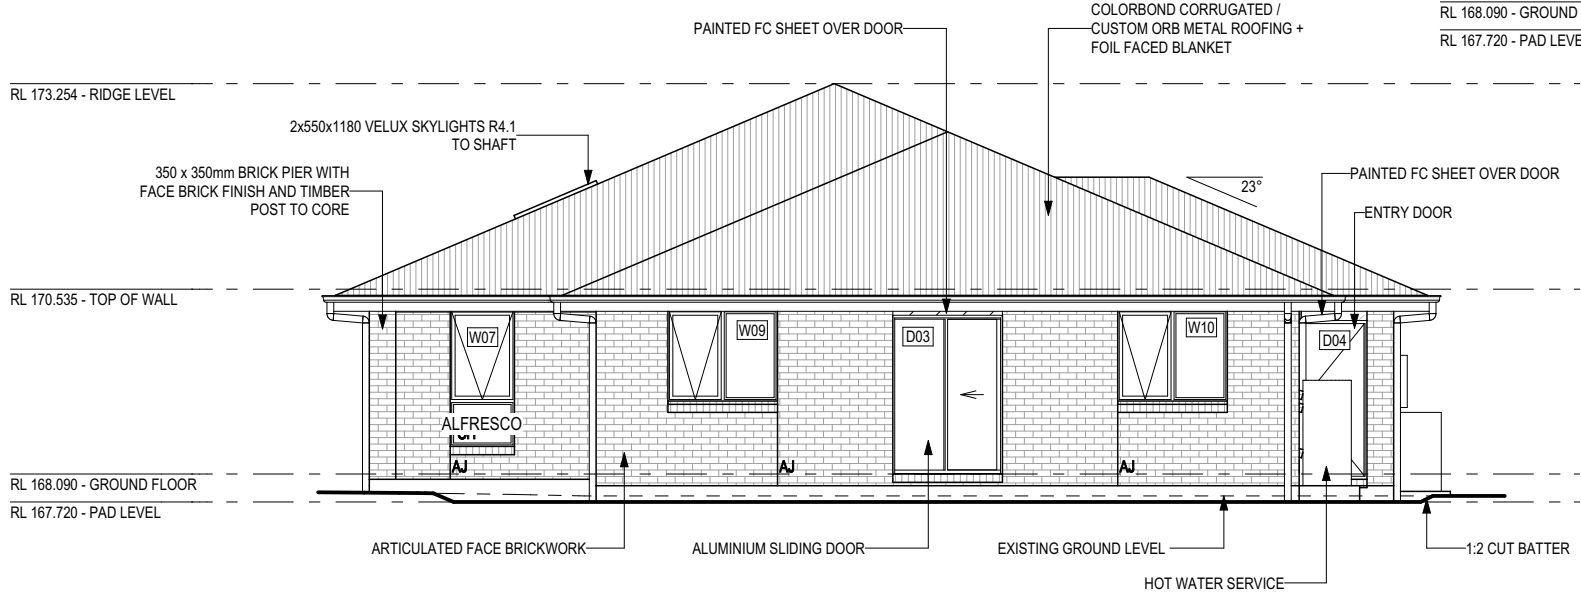 COLORBOND CORRUGATED /
CUSTOM ORB METAL ROOFING +
FOIL FACED BLANKET
PAINTED FC SHEET OVER DOOR
RL 168.090 - GROUND
RL 167.720 - PAD LEVE
RL 173.254 - RIDGE LEVEL
2x550x1180 VELUX SKYLIGHTS R4.1
TO SHAFT
350 x 350mm BRICK PIER WITH
FACE BRICK FINISH AND TIMBER
POST TO CORE
23°
PAINTED FC SHEET OVER DOOR
ENTRY DOOR
RL 170.535 - TOP OF WALL
W07
W09
D03
W10
D04
ALFRESCO
AJ
AJ
AJ
RL 168.090 - GROUND FLOOR
RL 167.720 - PAD LEVEL
ARTICULATED FACE BRICKWORK
ALUMINIUM SLIDING DOOR
EXISTING GROUND LEVEL
1:2 CUT BATTER
HOT WATER SERVICE